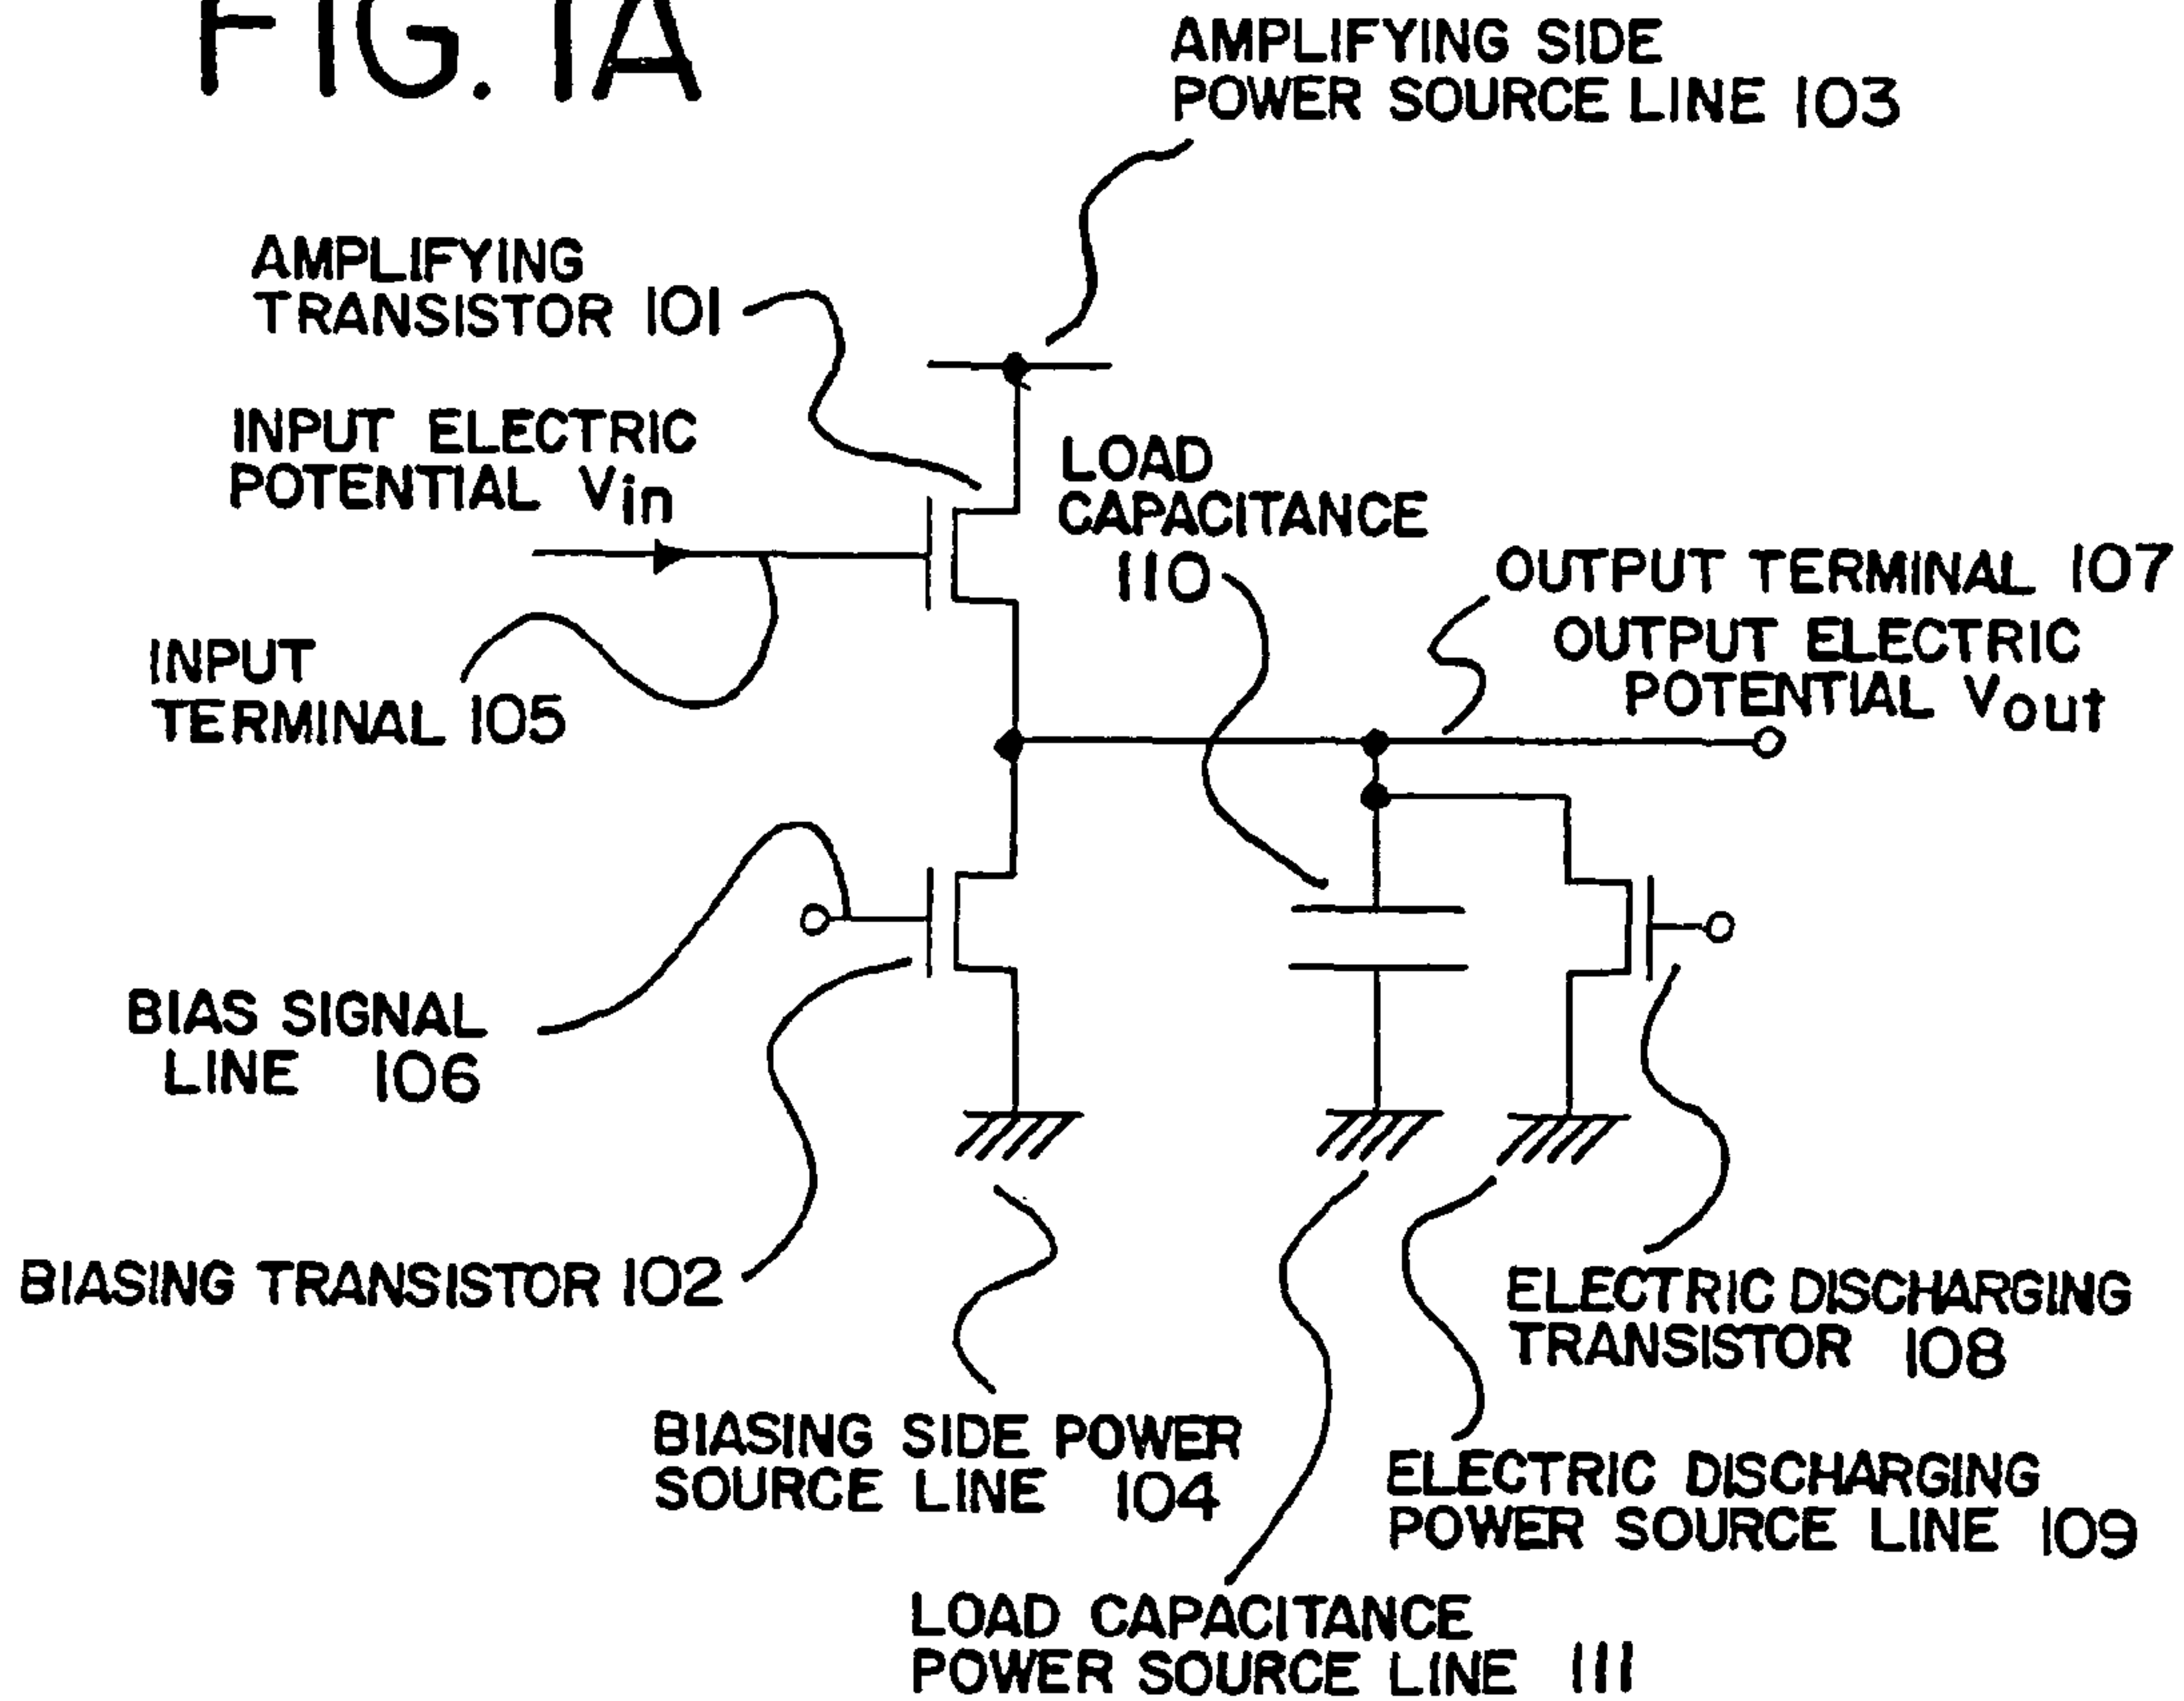 FIG. 1A
AMPLIFYING SIDE
POWER SOURCE LINE 103
AMPLIFYING
TRANSISTOR 101
INPUT ELECTRIC
POTENTIAL Vin
LOAD
CAPACITANCE
110
OUTPUT TERMINAL 107
OUTPUT ELECTRIC
POTENTIAL Vout
INPUT
TERMINAL 105
BIAS SIGNAL
LINE 106
BIASING TRANSISTOR 102
ELECTRIC DISCHARGING
TRANSISTOR 108
BIASING SIDE POWER
SOURCE LINE 104
ELECTRIC DISCHARGING
POWER SOURCE LINE 109
LOAD CAPACITANCE
POWER SOURCE LINE 111